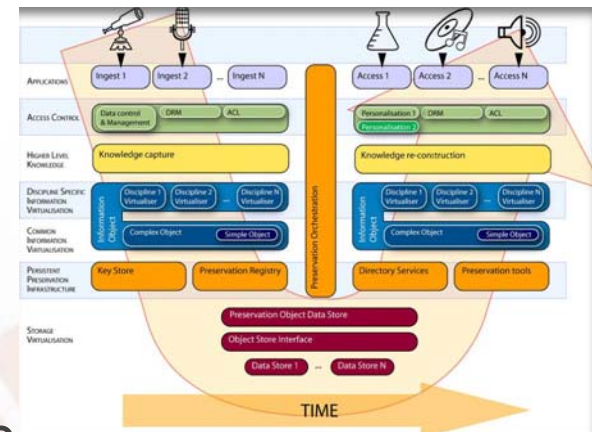 Ingest 1 Ingest 2 ... Ingest N Access 1 Access 2 ... Access N
APPLICATIONS
ACCESS CONTROL
Data control
& Management
DRM ACL
Personalisation 1 DRM ACL
Personalisation 2
HIGHER LEVEL
KNOWLEDGE
Knowledge capture
Knowledge re-construction
DISCIPLINE SPECIFIC
INFORMATION
VIRTUALISATION
Information
Object
Discipline 1
Virtualiser
Discipline 2
Virtualiser
...
Discipline N
Virtualiser
Information
Object
Discipline 1
Virtualiser
Discipline 2
Virtualiser
...
Discipline N
Virtualiser
COMMON
INFORMATION
VIRTUALISATION
Complex Object Simple Object
Complex Object Simple Object
Preservation Orchestration
PERSISTENT
PRESERVATION
INFRASTRUCTURE
Key Store Preservation Registry
Directory Services Preservation tools
STORAGE
VIRTUALISATION
Preservation Object Data Store
Object Store Interface
Data Store 1 ... Data Store N
TIME